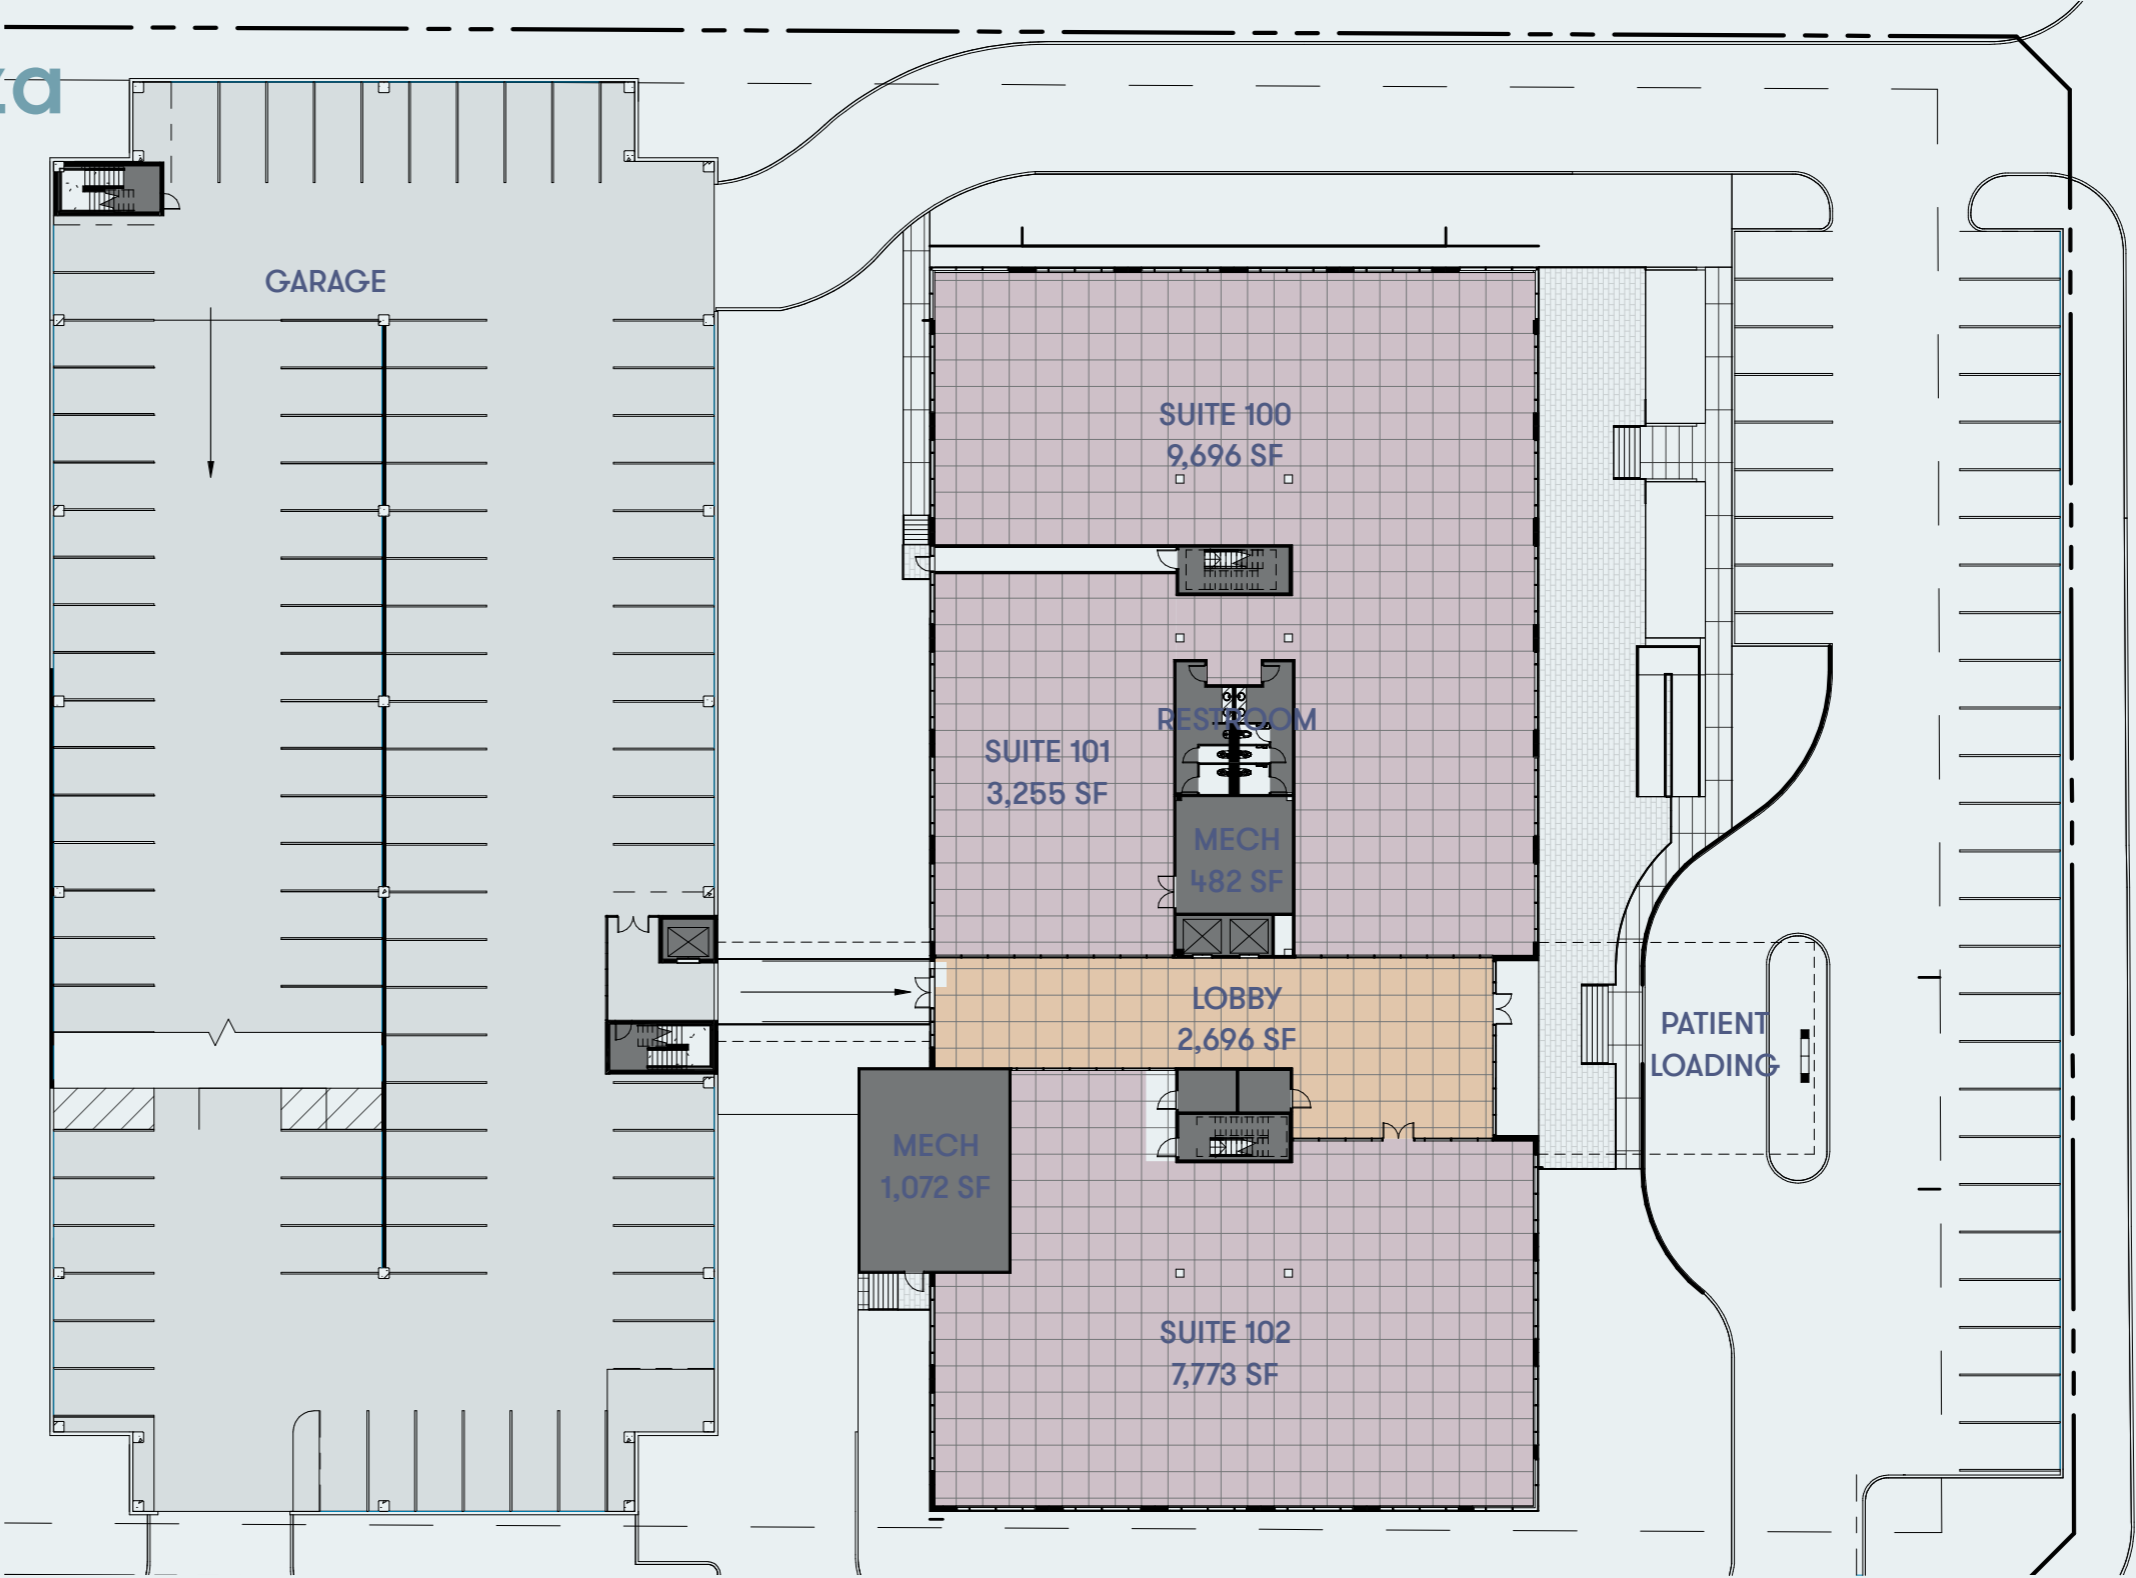 za
GARAGE
SUITE 100
9,696 SF
RESTROOM
SUITE 101
3,255 SF
MECH
482 SF
LOBBY
2,696 SF
PATIENT
LOADING
MECH
1,072 SF
SUITE 102
7,773 SF